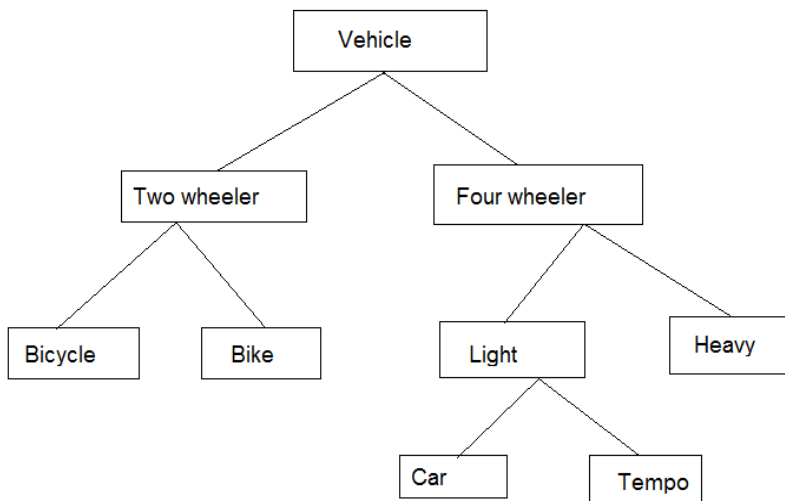 Vehicle
Two wheeler
Four wheeler
Bicycle
Bike
Light
Heavy
Car
Tempo